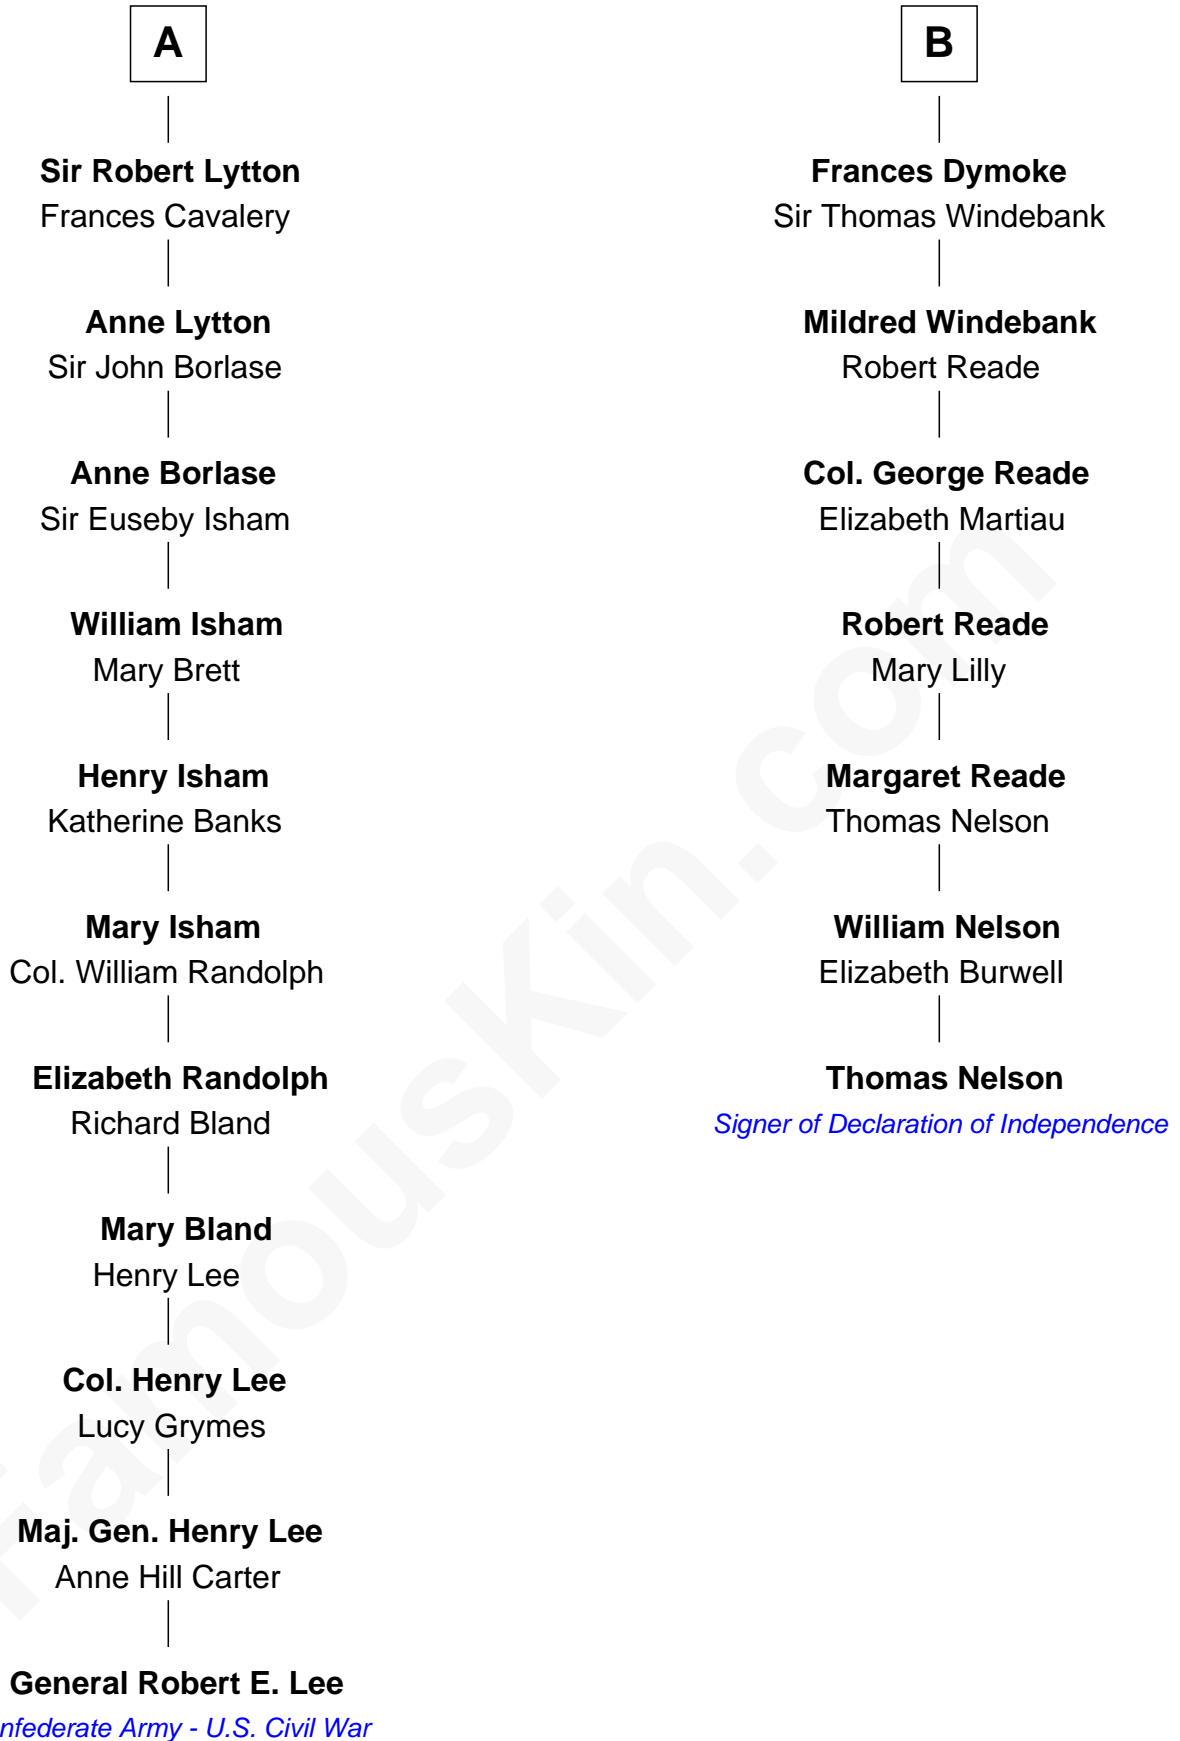 A
Sir Robert Lytton
Frances Cavalery
Anne Lytton
Sir John Borlase
Anne Borlase
Sir Euseby Isham
William Isham
Mary Brett
Henry Isham
Katherine Banks
Mary Isham
Col. William Randolph
Elizabeth Randolph
Richard Bland
Mary Bland
Henry Lee
Col. Henry Lee
Lucy Grymes
Maj. Gen. Henry Lee
Anne Hill Carter
General Robert E. Lee
nfederate Army - U.S. Civil War
B
Frances Dymoke
Sir Thomas Windebank
Mildred Windebank
Robert Reade
Col. George Reade
Elizabeth Martiau
Robert Reade
Mary Lilly
Margaret Reade
Thomas Nelson
William Nelson
Elizabeth Burwell
Thomas Nelson
Signer of Declaration of Independence
FamousKin.com